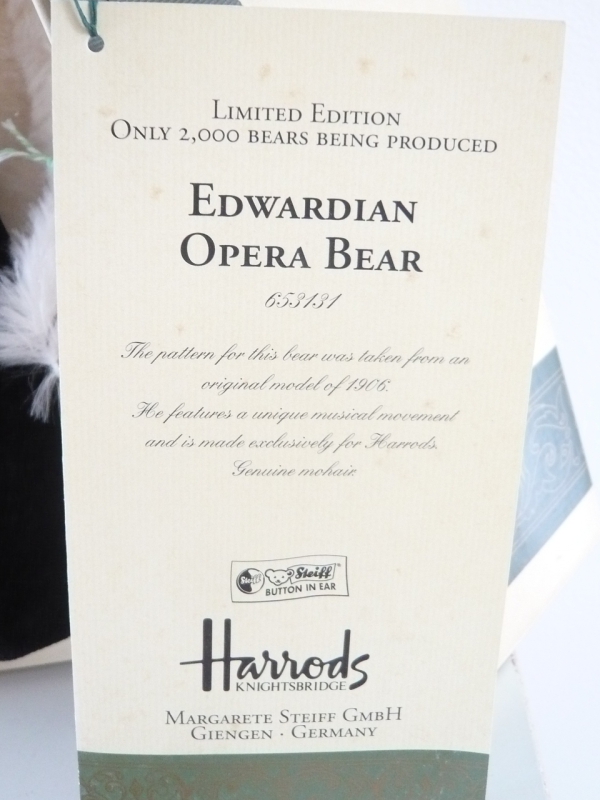 Limited Edition
Only 2,000 bears being produced
Edwardian
Opera Bear
653131
The pattern for this bear was taken from an
original model of 1906.
He features a unique musical movement
and is made exclusively for Harrods.
Genuine mohair.
Steiff Steiff®
BUTTON IN EAR
Harrods
KNIGHTSBRIDGE
Margarete Steiff GmbH
Giengen · Germany